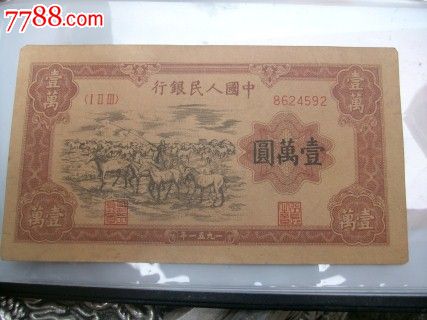 7788.com
中國人民銀行
壹萬
壹萬
〈I II III〉
8624592
壹萬圓
壹萬
壹萬
一九五一年